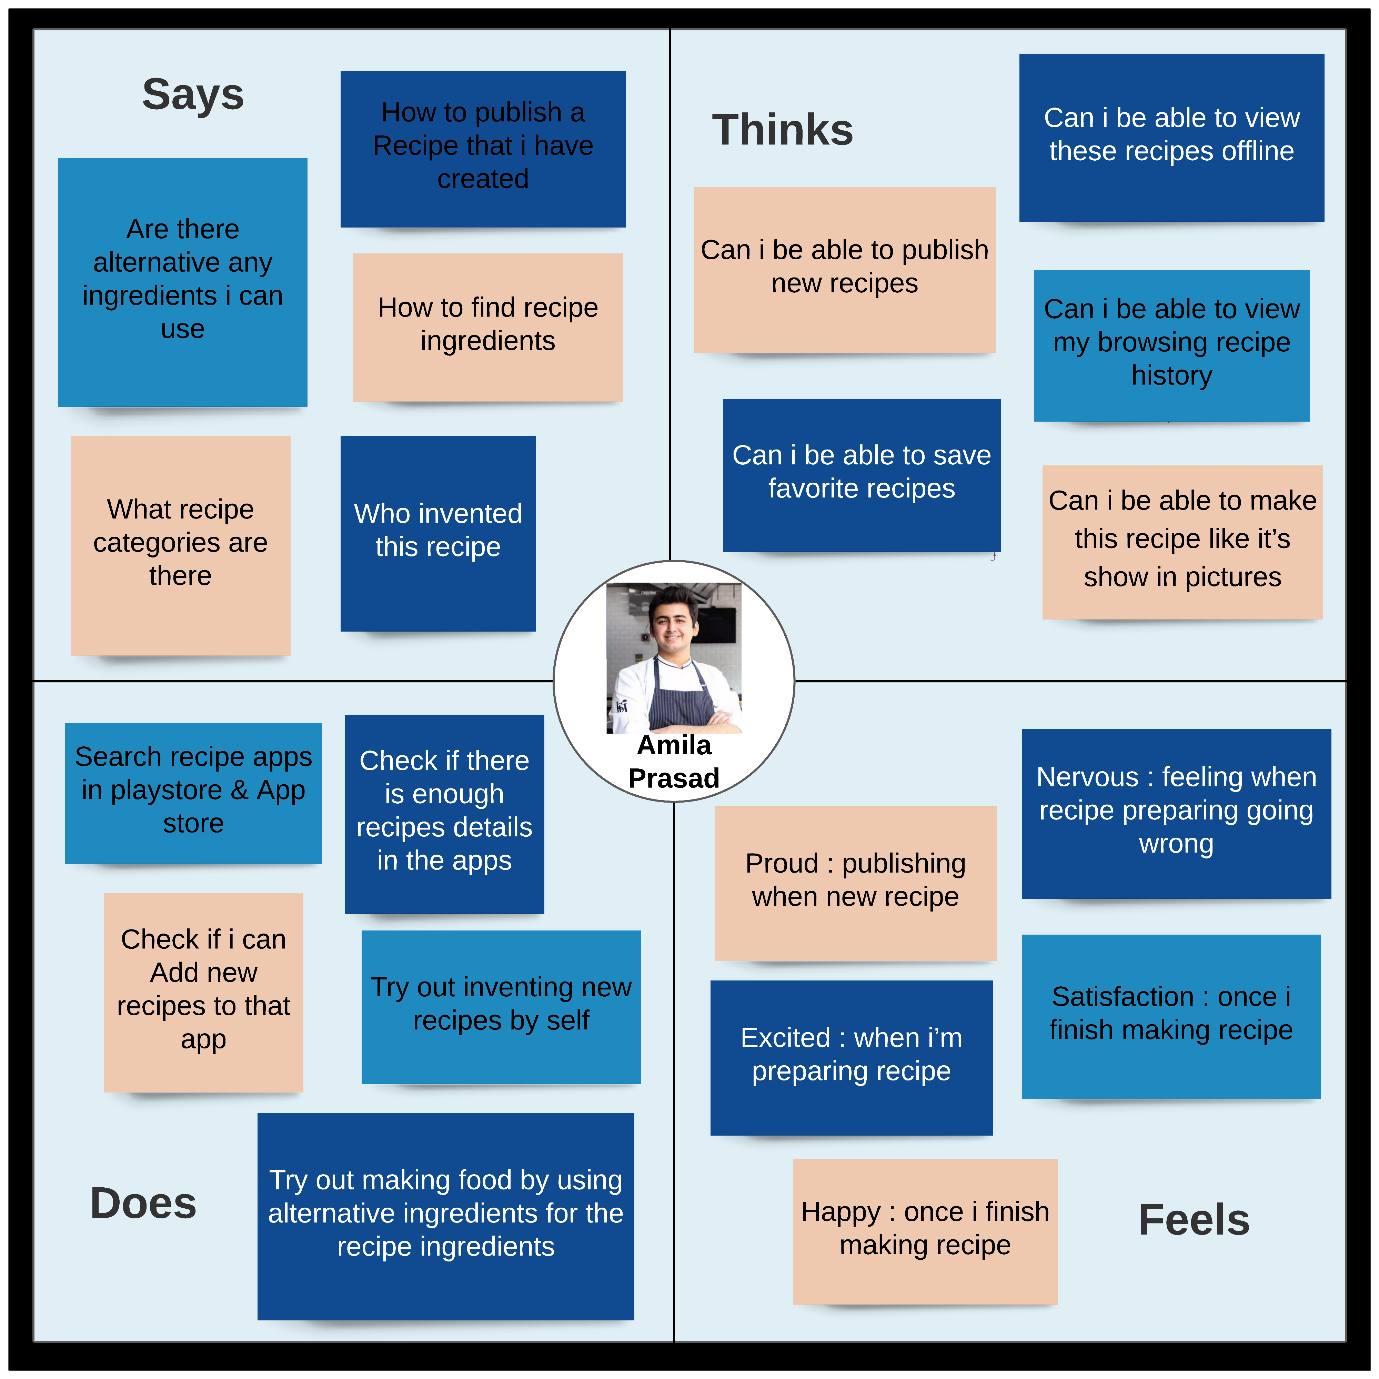 Says
How to publish a
Recipe that i have
created
Are there
alternative any
ingredients i can
use
How to find recipe
ingredients
What recipe
categories are
there
Who invented
this recipe
Thinks
Can i be able to view
these recipes offline
Can i be able to publish
new recipes
Can i be able to view
my browsing recipe
history
Can i be able to save
favorite recipes
Can i be able to make
this recipe like it’s
show in pictures
Amila
Prasad
Search recipe apps
in playstore & App
store
Check if there
is enough
recipes details
in the apps
Check if i can
Add new
recipes to that
app
Try out inventing new
recipes by self
Does
Try out making food by using
alternative ingredients for the
recipe ingredients
Nervous : feeling when
recipe preparing going
wrong
Proud : publishing
when new recipe
Satisfaction : once i
finish making recipe
Excited : when i’m
preparing recipe
Happy : once i finish
making recipe
Feels